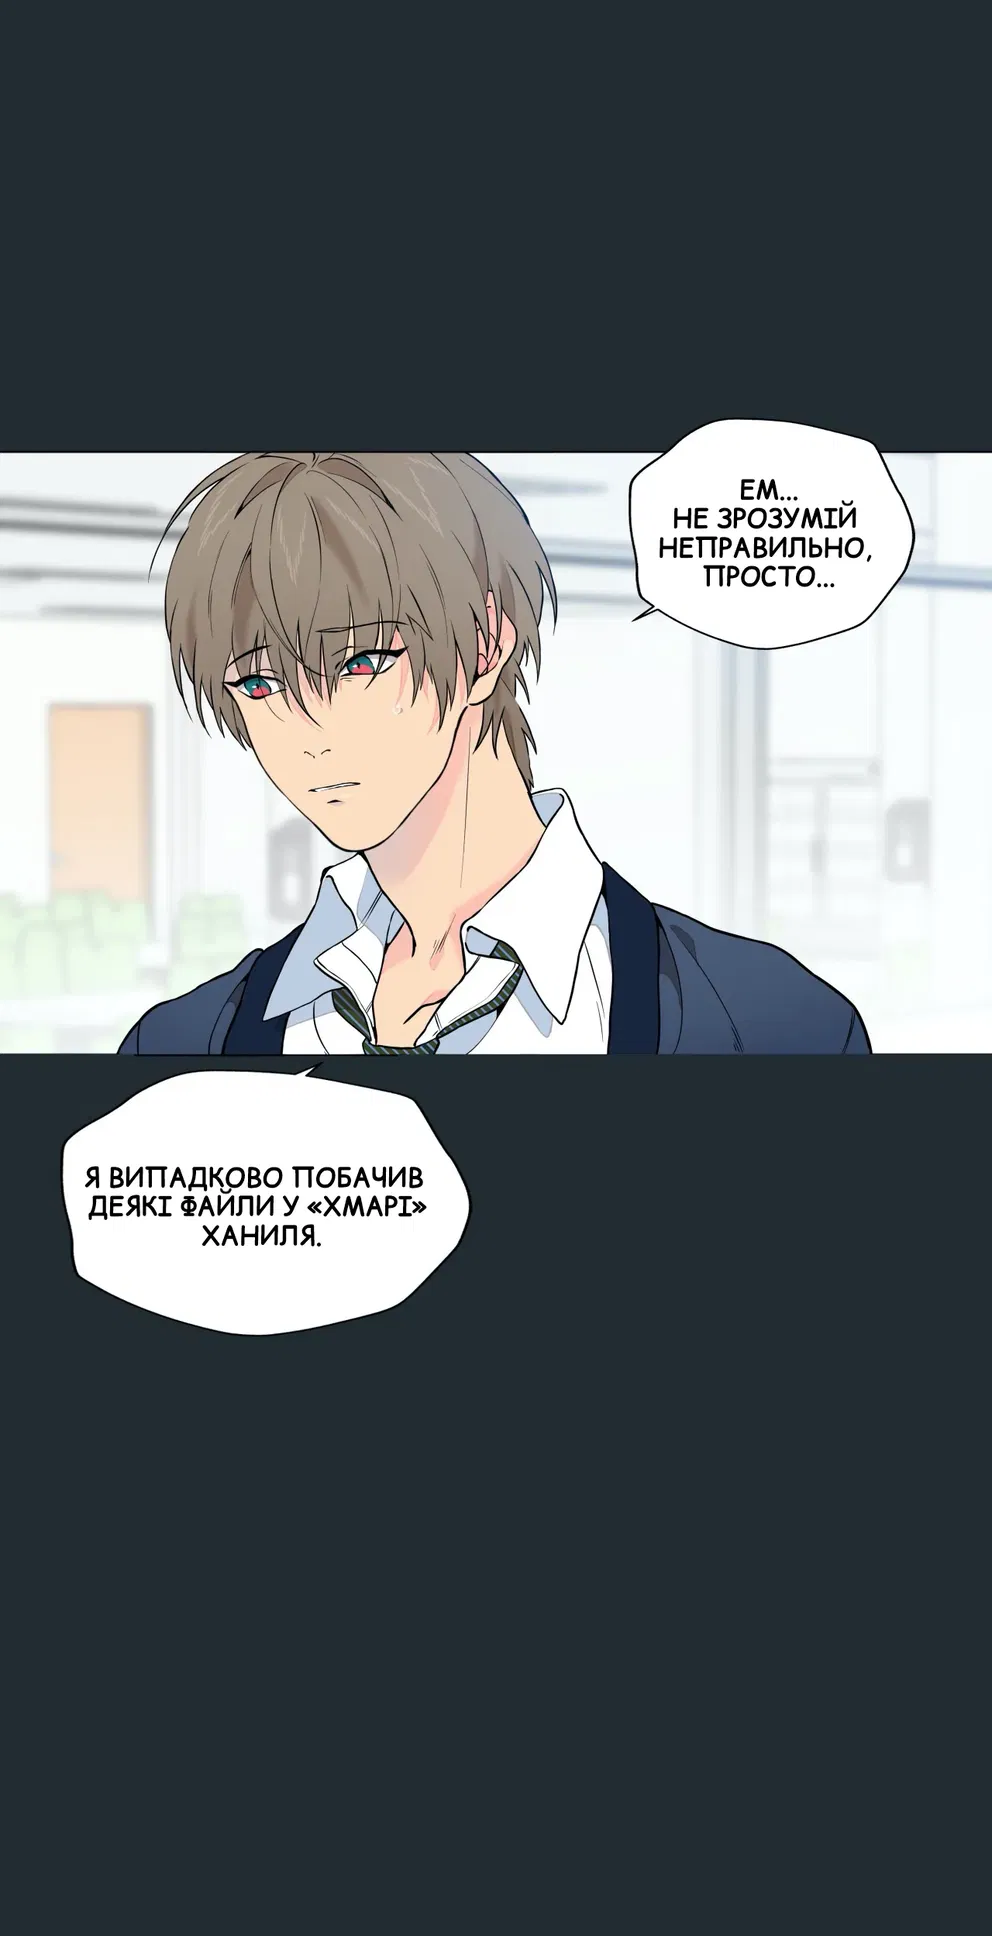 ЕМ...
НЕ ЗРОЗУМІЙ
НЕПРАВИЛЬНО,
ПРОСТО...
Я ВИПАДКОВО ПОБАЧИВ
ДЕЯКІ ФАЙЛИ У «ХМАРІ»
ХАНИЛЯ.